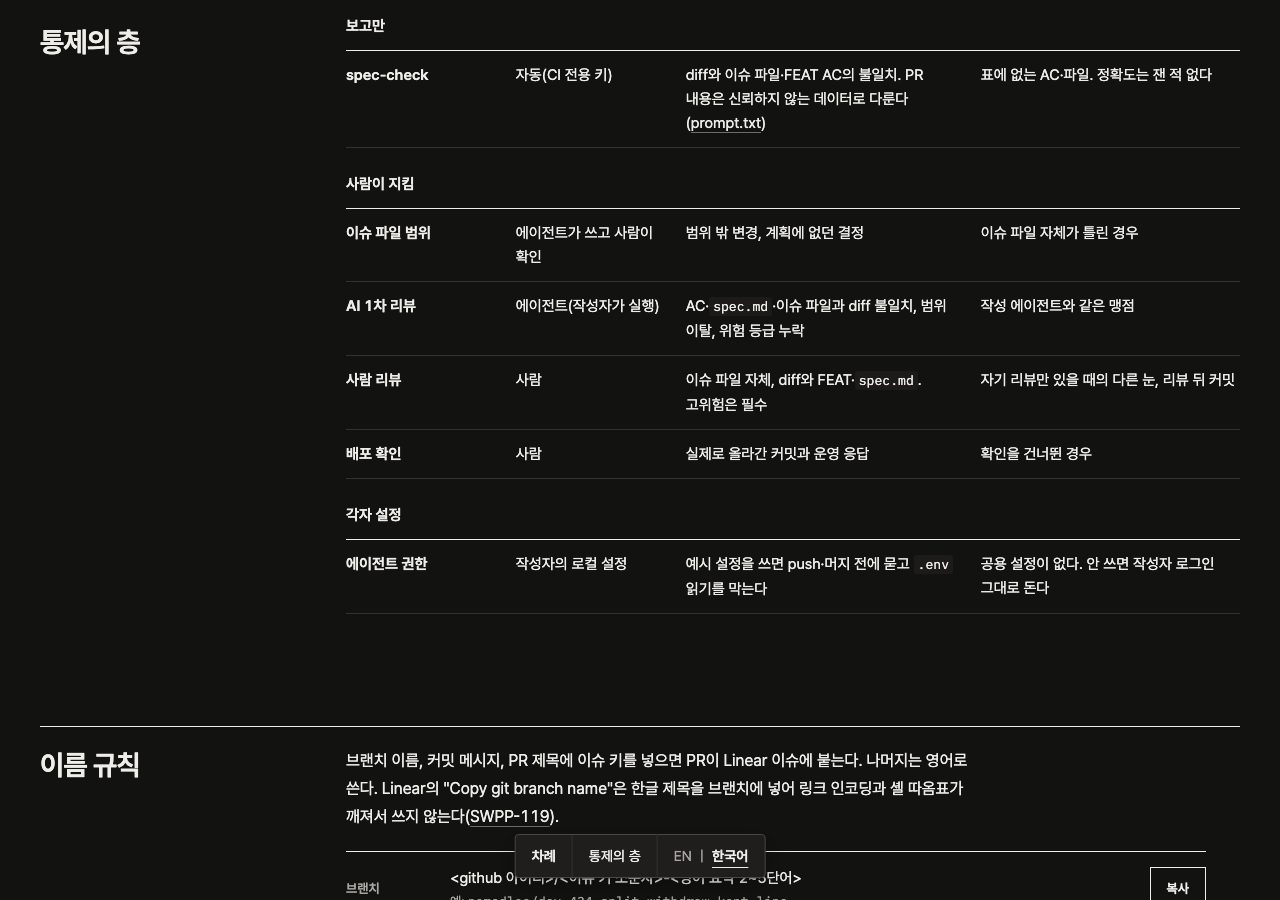 통제의 층
보고만
spec-check
자동(CI 전용 키)
diff와 이슈 파일·FEAT AC의 불일치. PR
내용은 신뢰하지 않는 데이터로 다룬다
(prompt.txt)
표에 없는 AC·파일. 정확도는 잰 적 없다
사람이 지킴
이슈 파일 범위
에이전트가 쓰고 사람이
확인
범위 밖 변경, 계획에 없던 결정
이슈 파일 자체가 틀린 경우
AI 1차 리뷰
에이전트(작성자가 실행)
AC· spec.md ·이슈 파일과 diff 불일치, 범위
이탈, 위험 등급 누락
작성 에이전트와 같은 맹점
사람 리뷰
사람
이슈 파일 자체, diff와 FEAT· spec.md .
고위험은 필수
자기 리뷰만 있을 때의 다른 눈, 리뷰 뒤 커밋
배포 확인
사람
실제로 올라간 커밋과 운영 응답
확인을 건너뛴 경우
각자 설정
에이전트 권한
작성자의 로컬 설정
예시 설정을 쓰면 push·머지 전에 묻고 .env
읽기를 막는다
공용 설정이 없다. 안 쓰면 작성자 로그인
그대로 돈다
이름 규칙
브랜치 이름, 커밋 메시지, PR 제목에 이슈 키를 넣으면 PR이 Linear 이슈에 붙는다. 나머지는 영어로
쓴다. Linear의 "Copy git branch name"은 한글 제목을 브랜치에 넣어 링크 인코딩과 셸 따옴표가
깨져서 쓰지 않는다(SWPP-119).
차례
통제의 층
EN | 한국어
브랜치
<github
단어>
복사